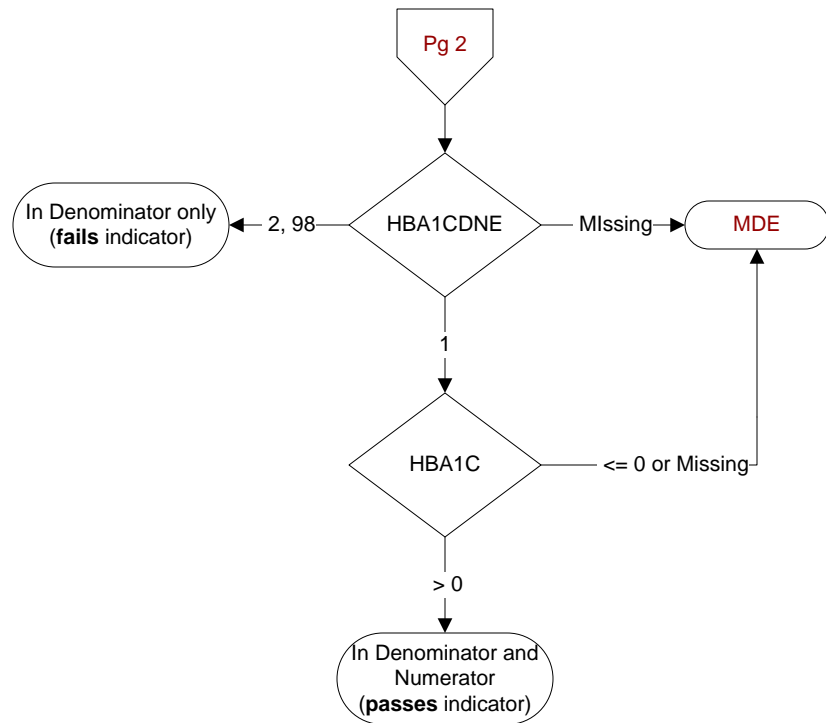 Pg 2
In Denominator only
(fails indicator)
2, 98
HBA1CDNE
MIssing
MDE
1
HBA1C
<= 0 or Missing
> 0
In Denominator and
Numerator
(passes indicator)